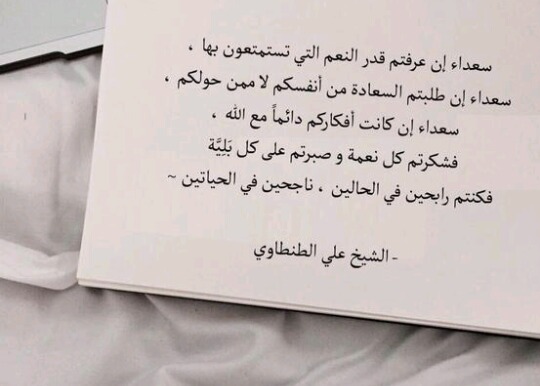 سعداء إن عرفتم قدر النعم التي تستمتعون بها ،
سعداء إن طلبتم السعادة من أنفسكم لا ممن حولكم ،
سعداء إن كانت أفكاركم دائماً مع الله ،
فشكرتم كل نعمة و صبرتم على كل بَلِيَّة
فكنتم رابحين في الحالين ، ناجحين في الحياتين ~
- الشيخ علي الطنطاوي